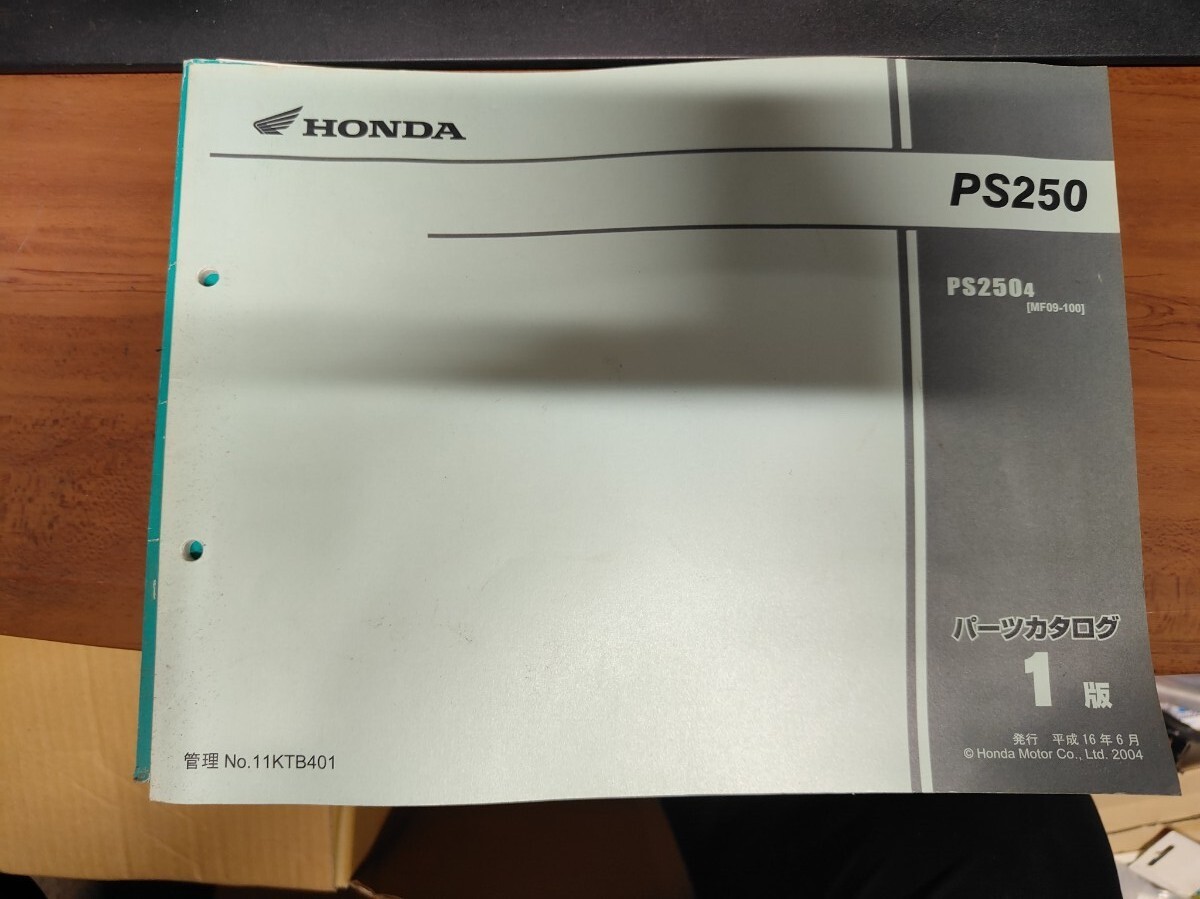 HONDA
PS250
PS2504
[MF09-100]
パーツカタログ
1版
発行 平成16年6月
© Honda Motor Co., Ltd. 2004
管理 No.11KTB401